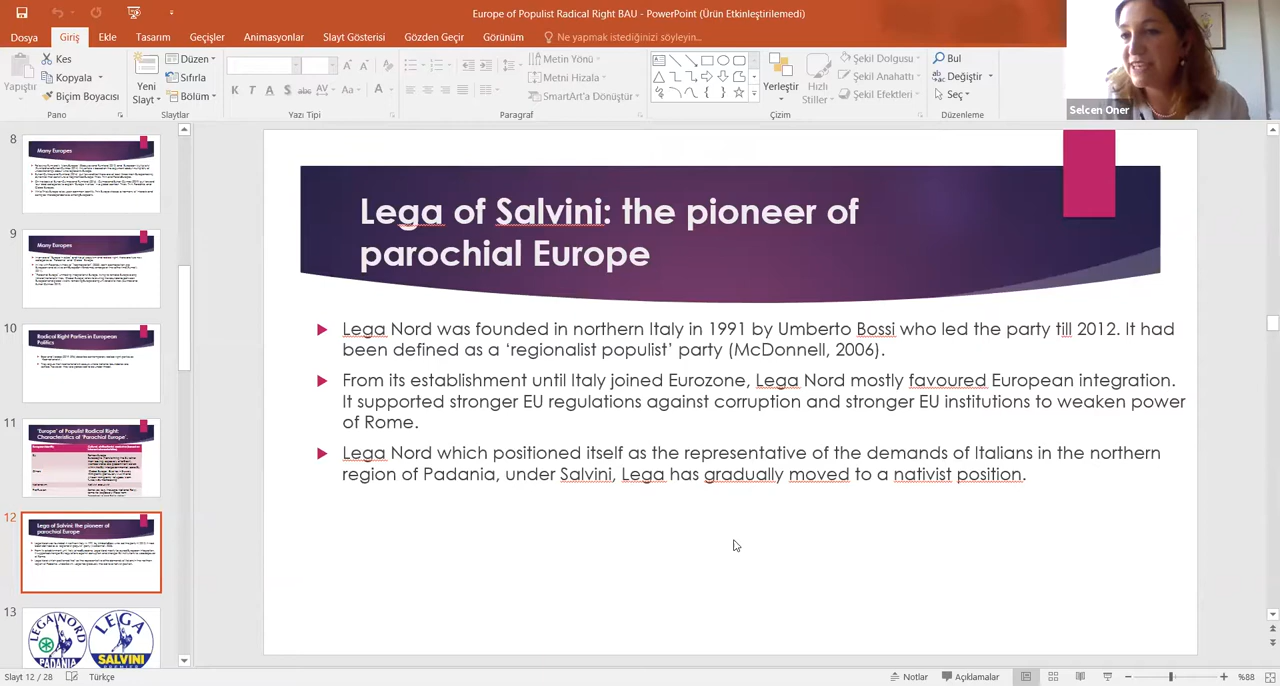 Europe of Populist Radical Right BAU - PowerPoint (Ürün Etkinleştirilemedi)
Dosya Giriş Ekle Tasarım Geçişler Animasyonlar Slayt Gösterisi Gözden Geçir Görünüm Ne yapmak istediğinizi söyleyin...
Yapıştır
Kes
Kopyala
Biçim Boyacısı
Pano
Yeni
Slayt
Düzen
Sıfırla
Bölüm
Slaytlar
K T A S abc AV Aa A
Yazı Tipi
Metin Yönü
Metni Hizala
SmartArt'a Dönüştür
Paragraf
Yerleştir
Hızlı
Stiller
Şekil Dolgusu
Şekil Anahattı
Şekil Efektleri
Çizim
Bul
Değiştir
Seç
Düzenleme
Selcen Oner
8
Many Europes
9
Many Europes
10
Radical Right Parties in European
Politics
11
'Europe' of Populist Radical Right:
Characteristics of 'Parochial Europe'.
12
Lega of Salvini: the pioneer of
parochial Europe
13
LEGA NORD
PADANIA
LEGA
SALVINI
Lega of Salvini: the pioneer of
parochial Europe
Lega Nord was founded in northern Italy in 1991 by Umberto Bossi who led the party till 2012. It had
been defined as a ‘regionalist populist’ party (McDonnell, 2006).
From its establishment until Italy joined Eurozone, Lega Nord mostly favoured European integration.
It supported stronger EU regulations against corruption and stronger EU institutions to weaken power
of Rome.
Lega Nord which positioned itself as the representative of the demands of Italians in the northern
region of Padania, under Salvini, Lega has gradually moved to a nativist position.
Slayt 12 / 28 Türkçe Notlar Açıklamalar %88